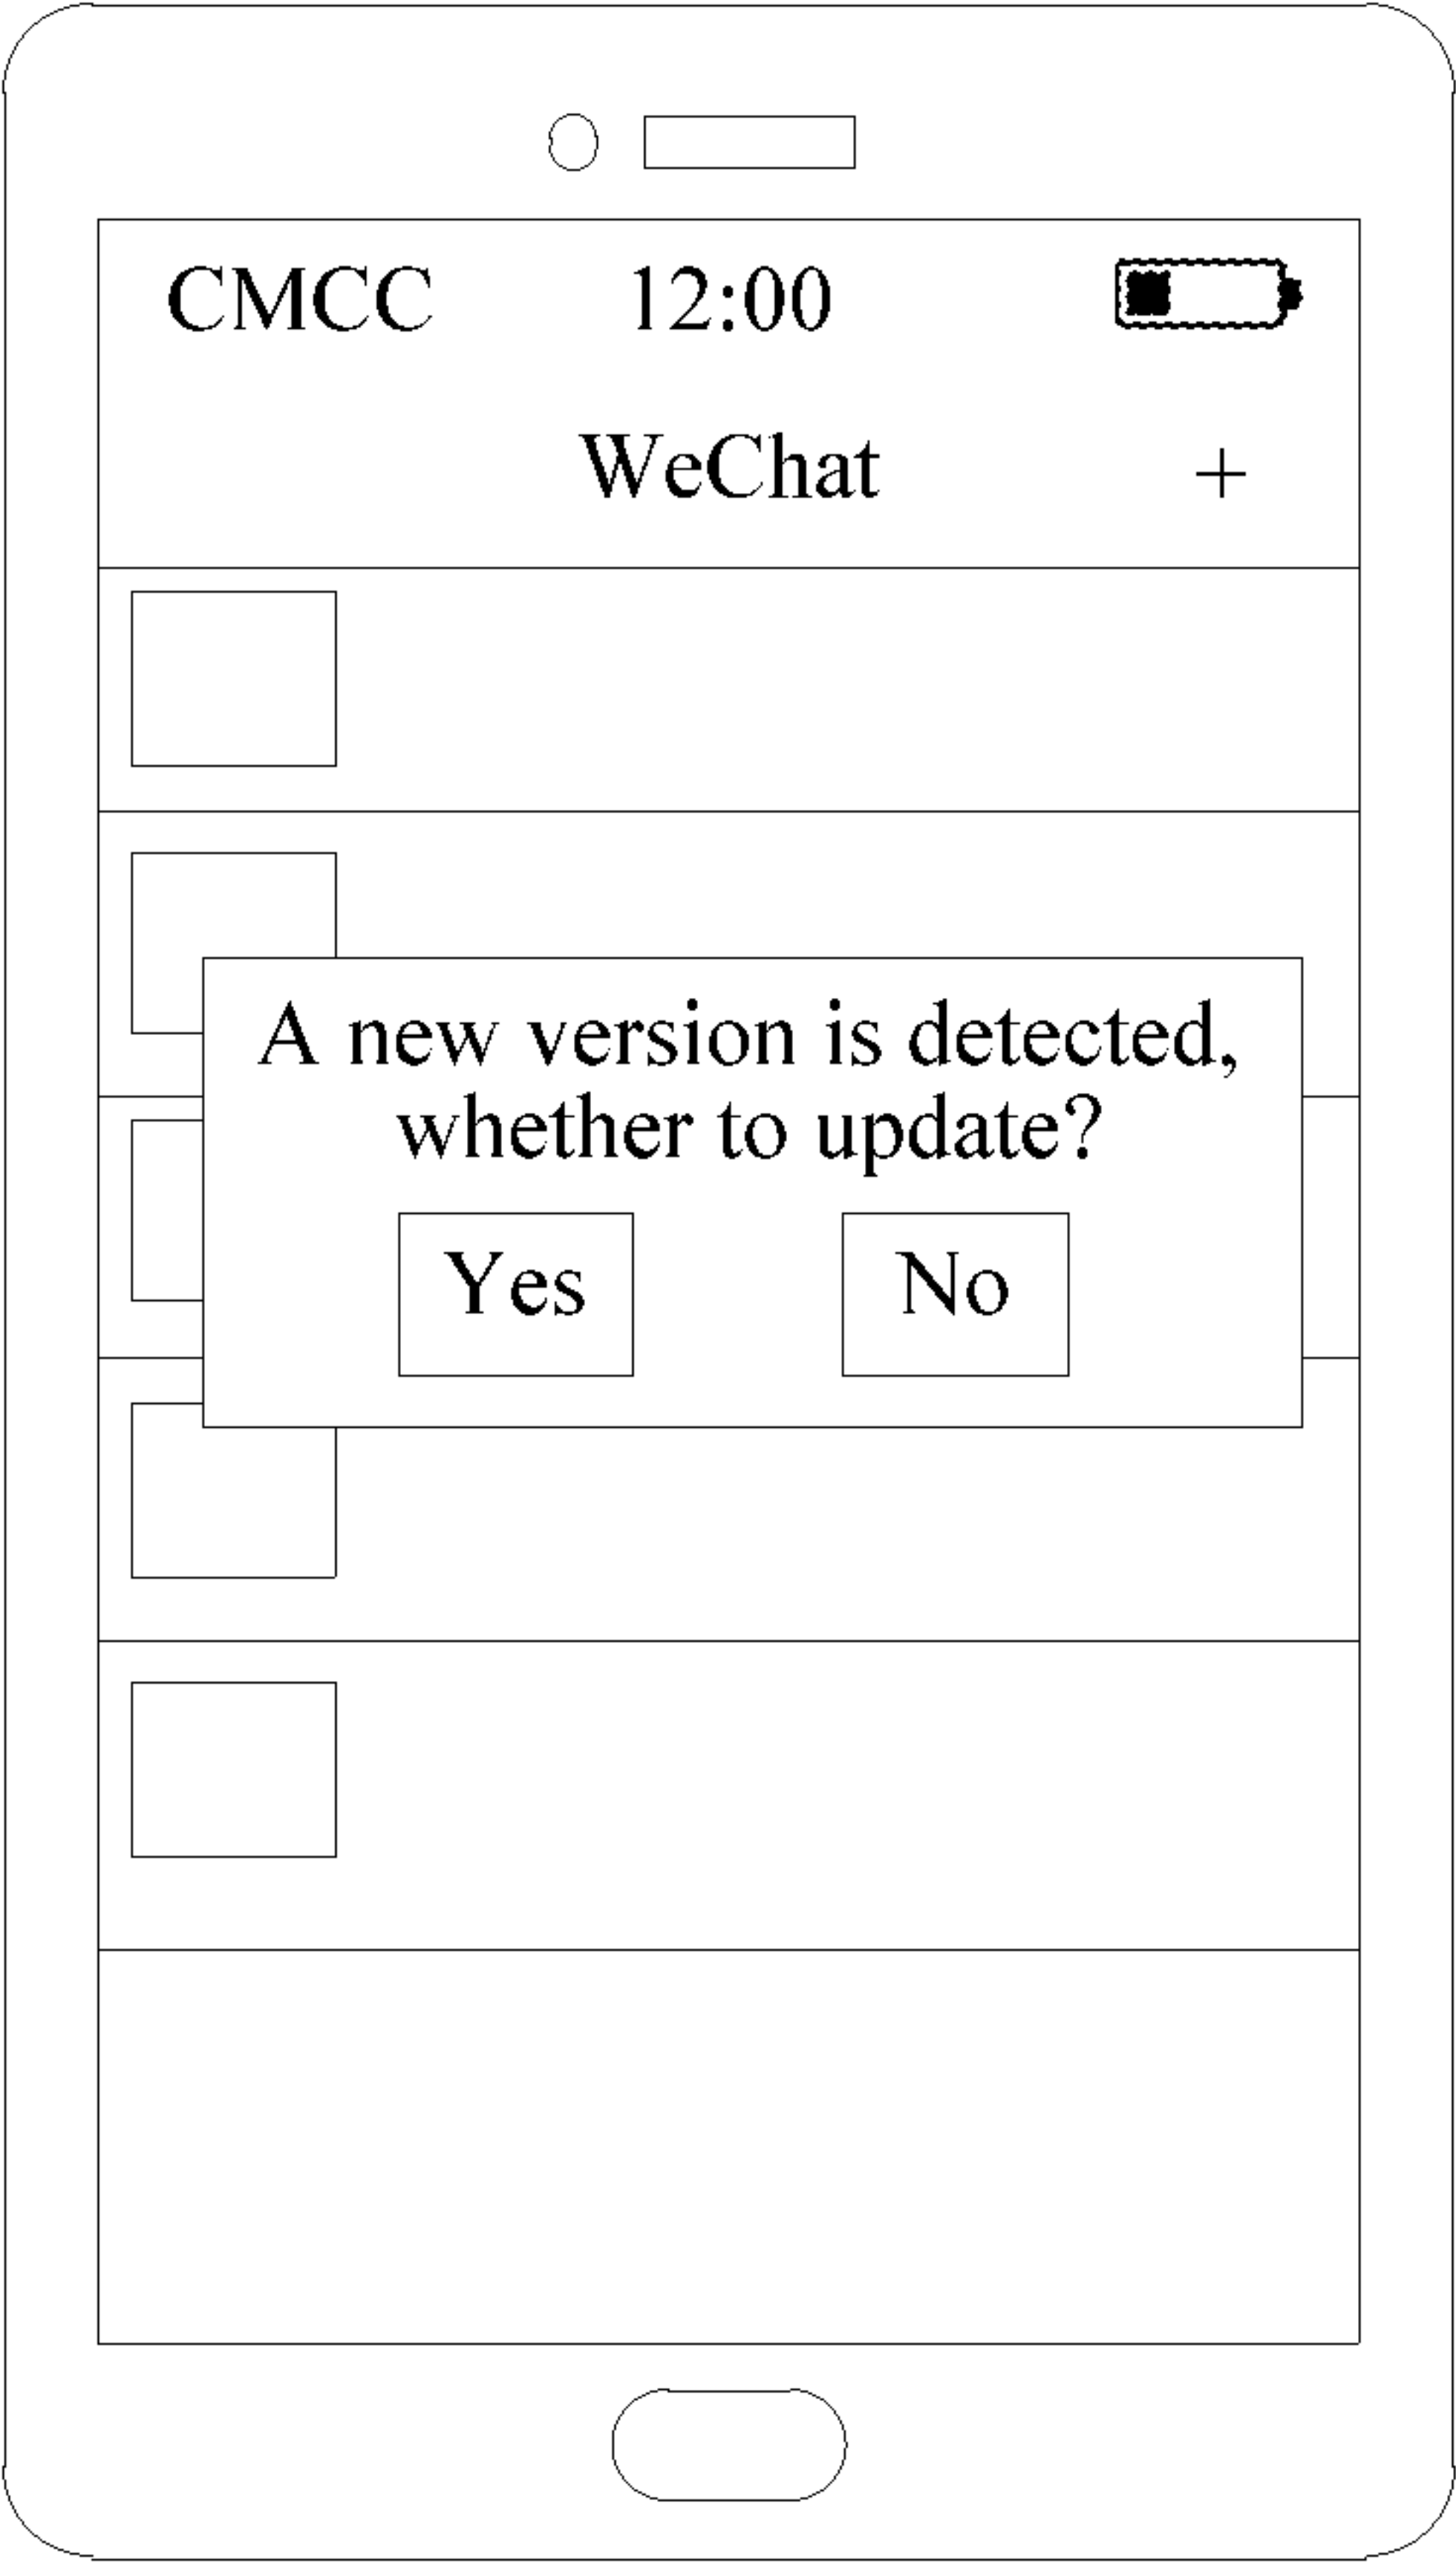 CMCC 12:00
WeChat +
A new version is detected,
whether to update?
Yes No